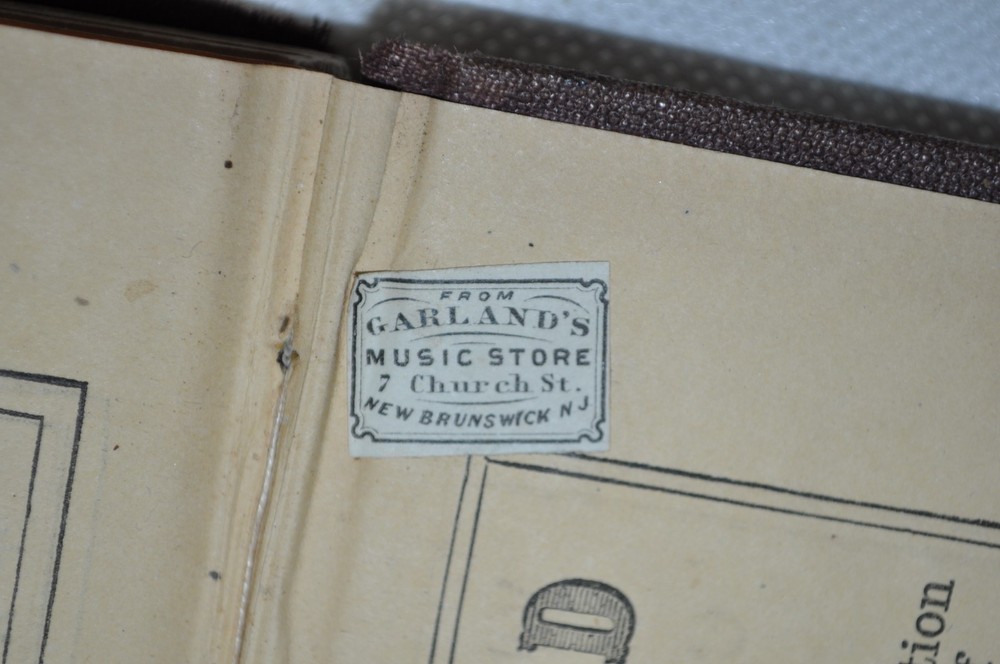 FROM
GARLAND'S
MUSIC STORE
7 Church St.
NEW BRUNSWICK NJ